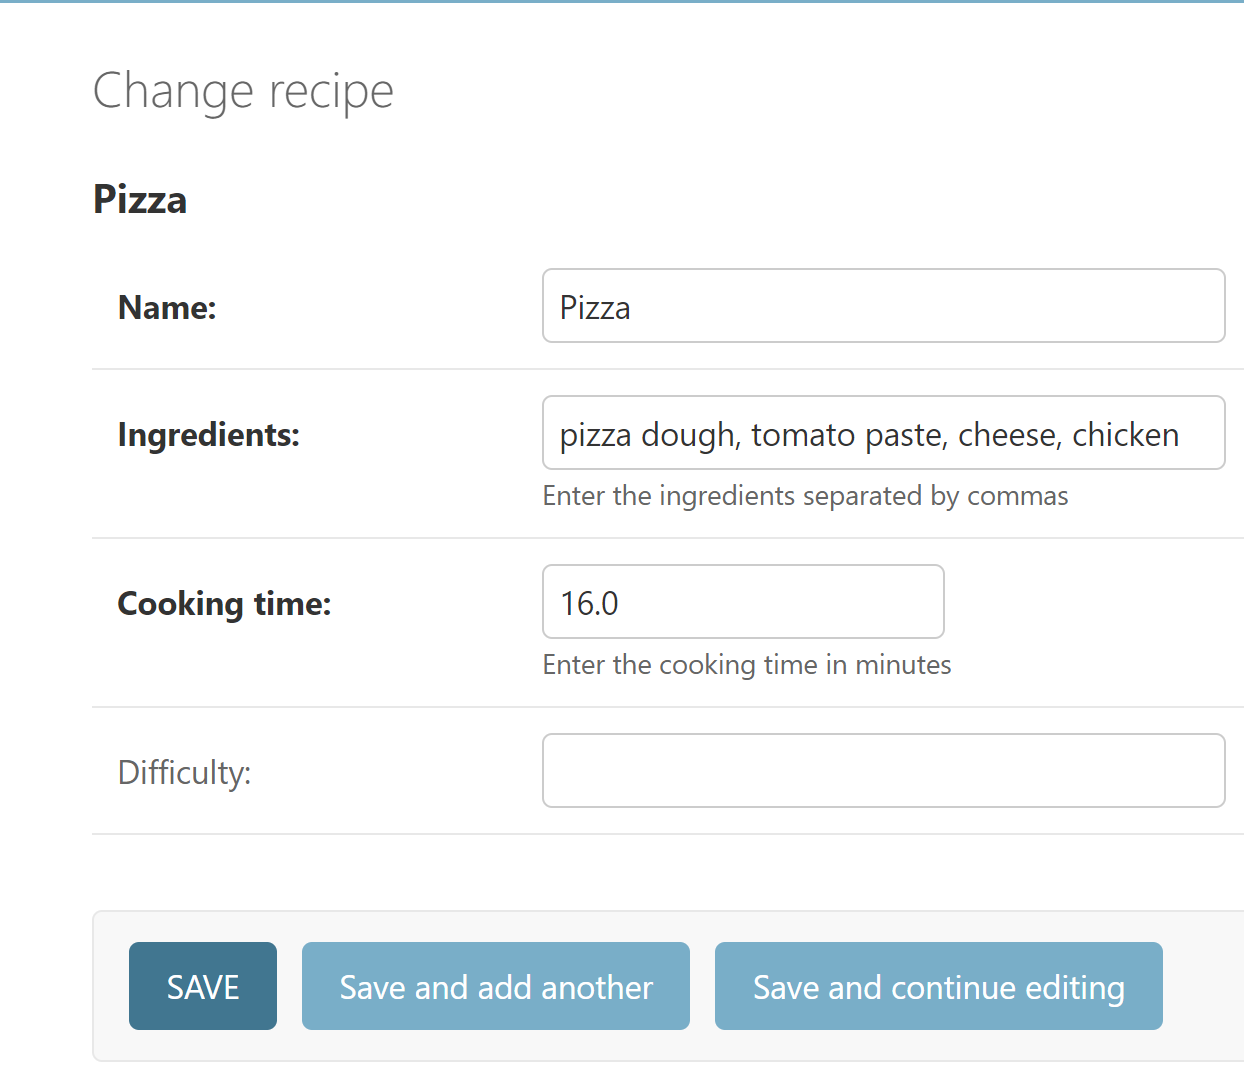 Change recipe
Pizza
Name:
Pizza
Ingredients:
pizza dough, tomato paste, cheese, chicken
Enter the ingredients separated by commas
Cooking time:
16.0
Enter the cooking time in minutes
Difficulty:
SAVE
Save and add another
Save and continue editing